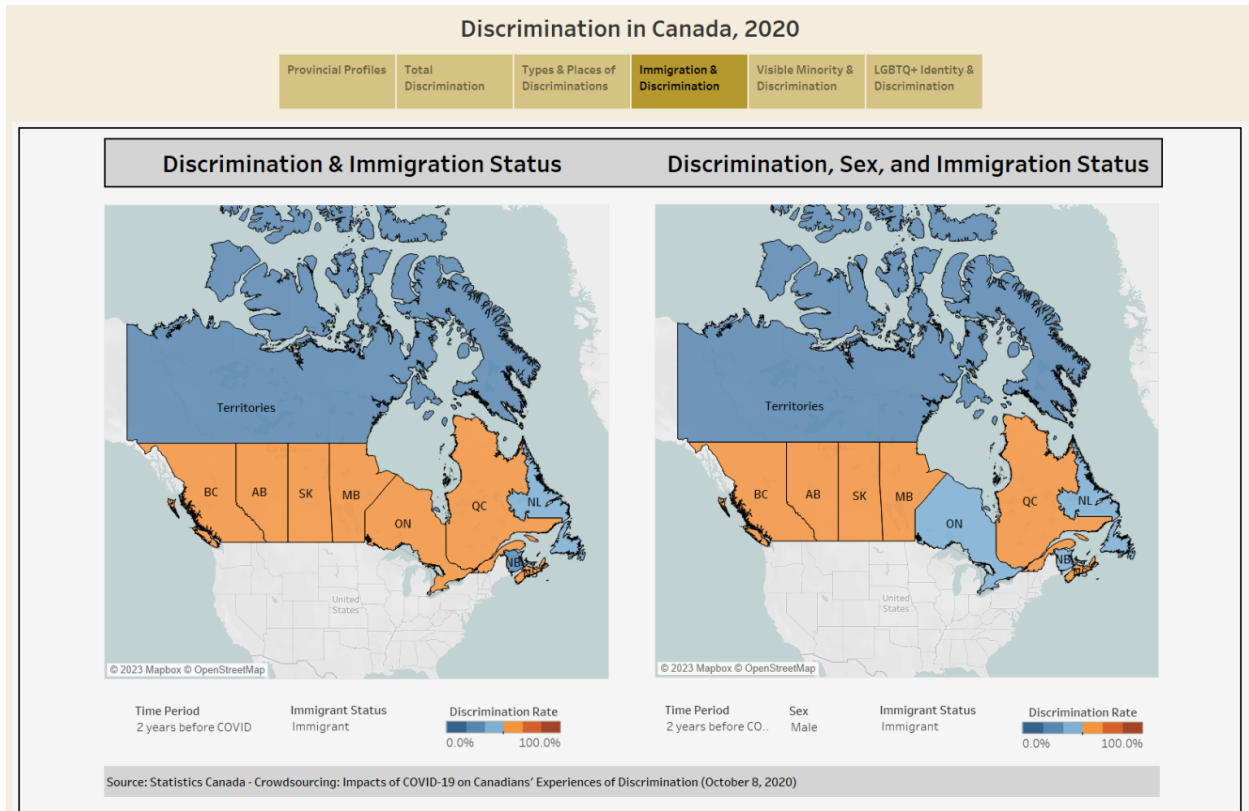 Discrimination in Canada, 2020
Provincial Profiles
Total
Discrimination
Types & Places of
Discriminations
Immigration &
Discrimination
Visible Minority &
Discrimination
LGBTQ+ Identity &
Discrimination
Discrimination & Immigration Status
Discrimination, Sex, and Immigration Status
Territories
BC
AB
SK
MB
ON
QC
NL
NB
United
States
© 2023 Mapbox © OpenStreetMap
Territories
BC
AB
SK
MB
ON
QC
NL
NB
United
States
© 2023 Mapbox © OpenStreetMap
Time Period
2 years before COVID
Immigrant Status
Immigrant
Discrimination Rate
0.0% 100.0%
Time Period
2 years before CO..
Sex
Male
Immigrant Status
Immigrant
Discrimination Rate
0.0% 100.0%
Source: Statistics Canada - Crowdsourcing: Impacts of COVID-19 on Canadians' Experiences of Discrimination (October 8, 2020)